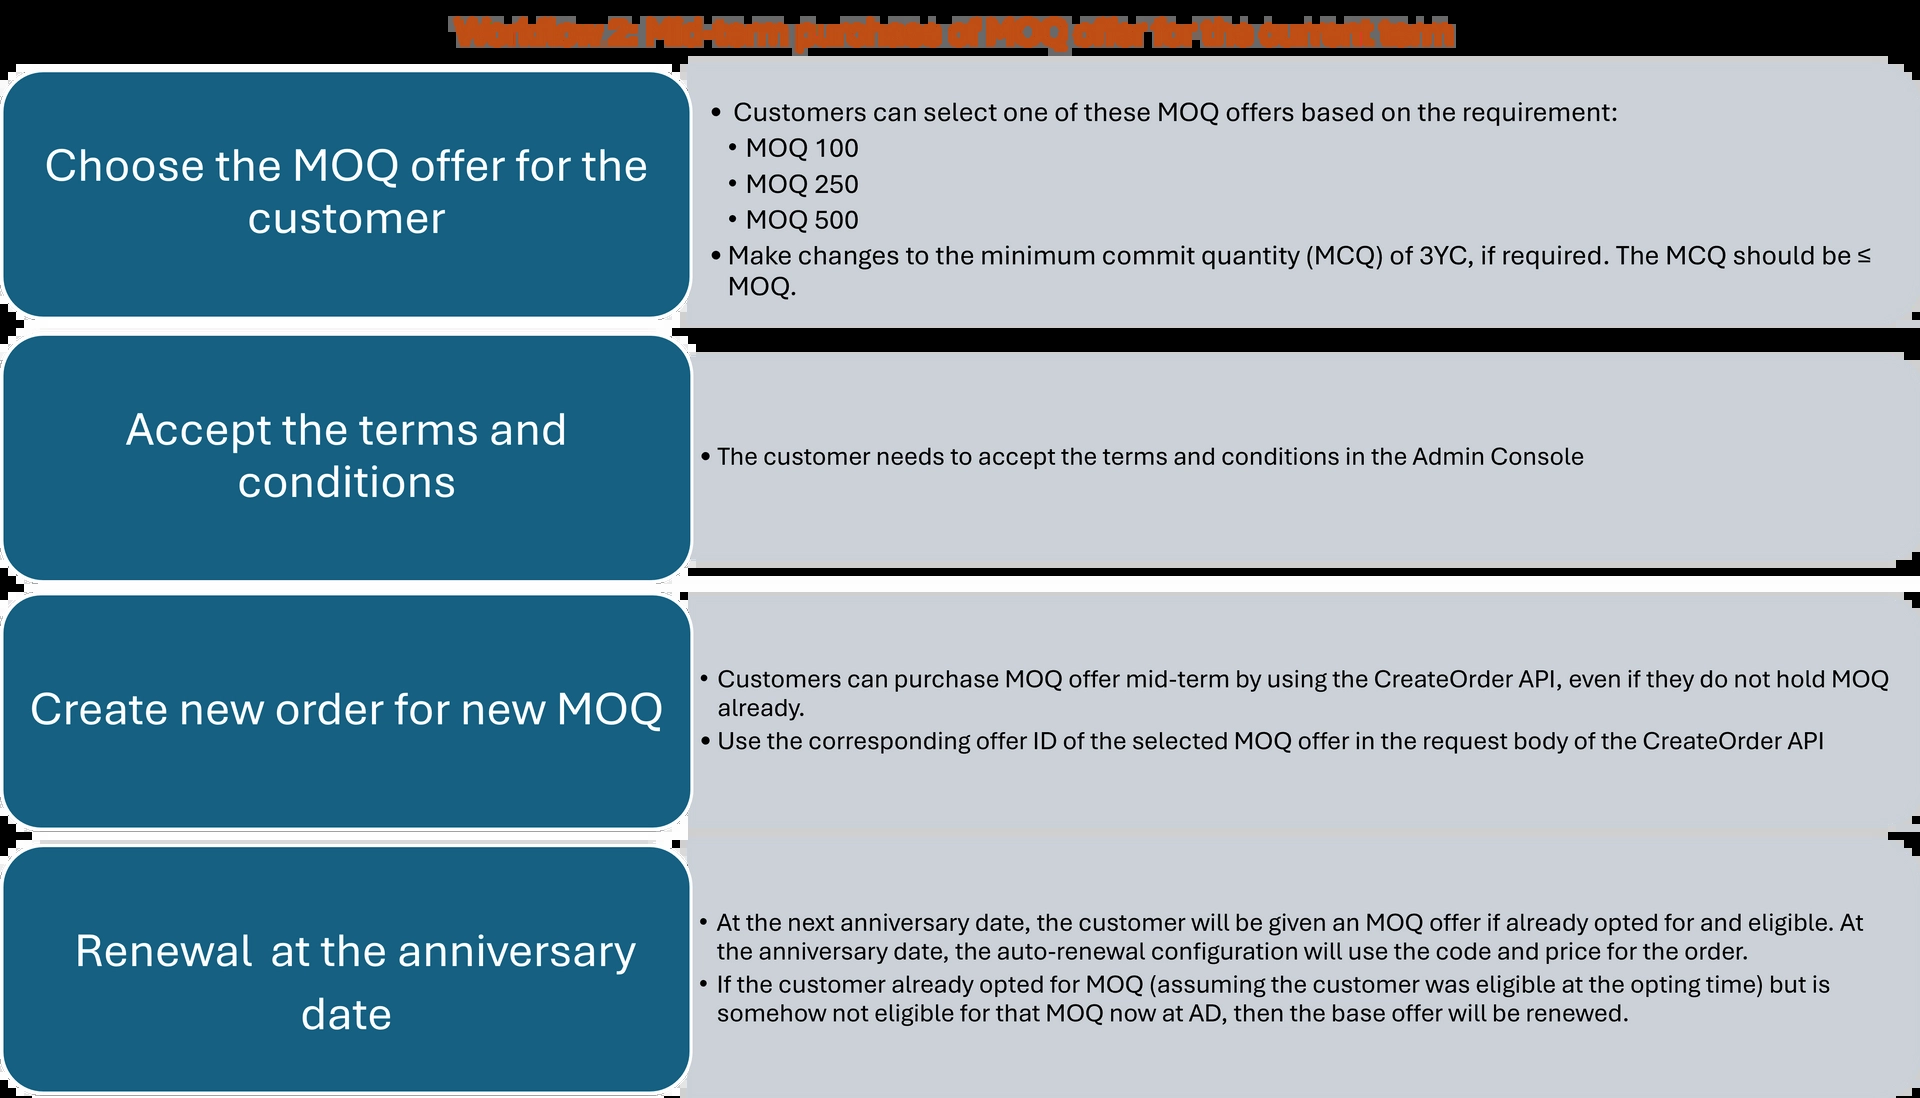 Workflow 2: Mid-term purchase of MOQ offer for the current term
Choose the MOQ offer for the
customer
• Customers can select one of these MOQ offers based on the requirement:
• MOQ 100
• MOQ 250
• MOQ 500
• Make changes to the minimum commit quantity (MCQ) of 3YC, if required. The MCQ should be ≤
MOQ.
Accept the terms and
conditions
• The customer needs to accept the terms and conditions in the Admin Console
Create new order for new MOQ
• Customers can purchase MOQ offer mid-term by using the CreateOrder API, even if they do not hold MOQ
already.
• Use the corresponding offer ID of the selected MOQ offer in the request body of the CreateOrder API
Renewal at the anniversary
date
• At the next anniversary date, the customer will be given an MOQ offer if already opted for and eligible. At
the anniversary date, the auto-renewal configuration will use the code and price for the order.
• If the customer already opted for MOQ (assuming the customer was eligible at the opting time) but is
somehow not eligible for that MOQ now at AD, then the base offer will be renewed.